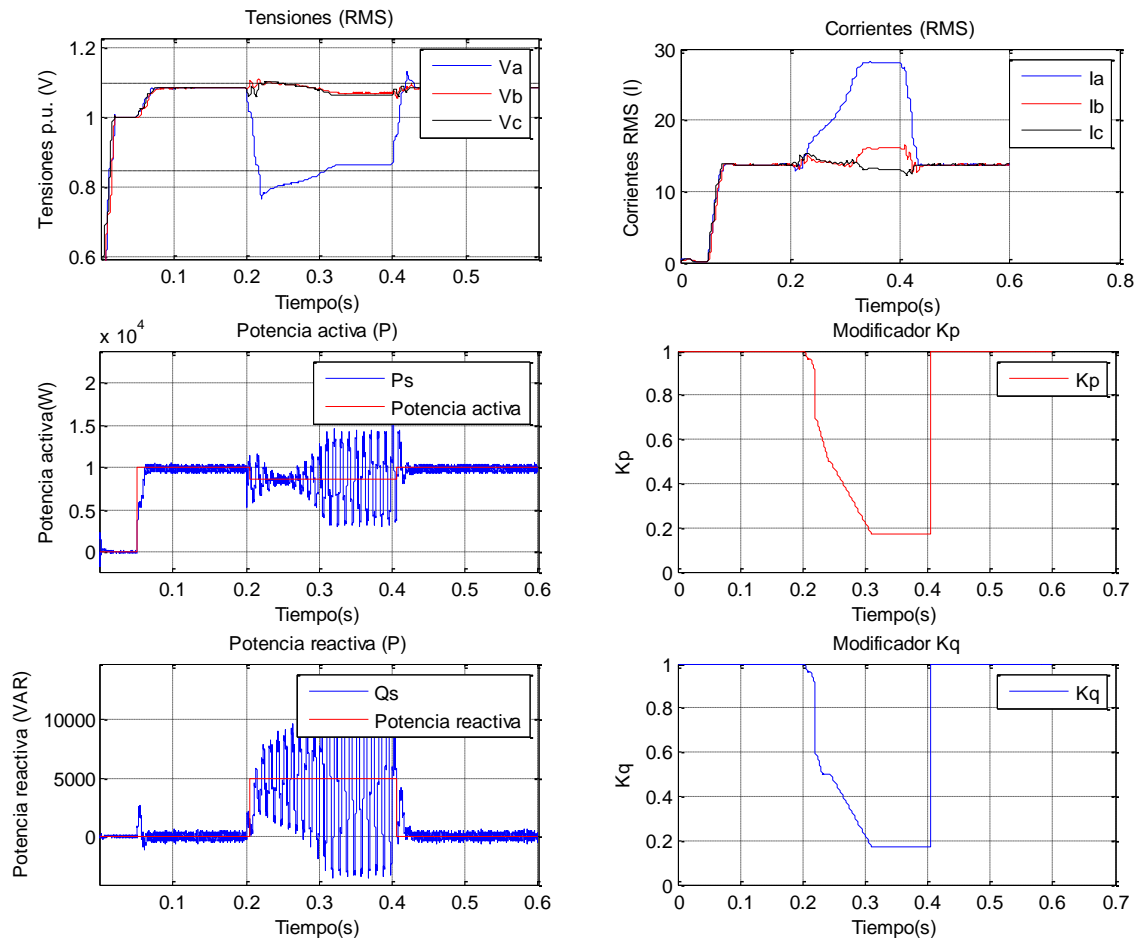 Tensiones (RMS)
Tensiones p.u. (V)
1.2
1
0.8
0.6
0.1
0.2
0.3
0.4
0.5
Tiempo(s)
Va
Vb
Vc
Corrientes (RMS)
Corrientes RMS (I)
30
20
10
0
0
0.2
0.4
0.6
0.8
Tiempo(s)
Ia
Ib
Ic
x 10^4
Potencia activa (P)
Potencia activa(W)
2
1.5
1
0.5
0
0.1
0.2
0.3
0.4
0.5
0.6
Tiempo(s)
Ps
Potencia activa
Modificador Kp
Kp
1
0.8
0.6
0.4
0.2
0
0
0.1
0.2
0.3
0.4
0.5
0.6
0.7
Tiempo(s)
Kp
Potencia reactiva (P)
Potencia reactiva (VAR)
10000
5000
0
0.1
0.2
0.3
0.4
0.5
0.6
Tiempo(s)
Qs
Potencia reactiva
Modificador Kq
Kq
1
0.8
0.6
0.4
0.2
0
0
0.1
0.2
0.3
0.4
0.5
0.6
0.7
Tiempo(s)
Kq